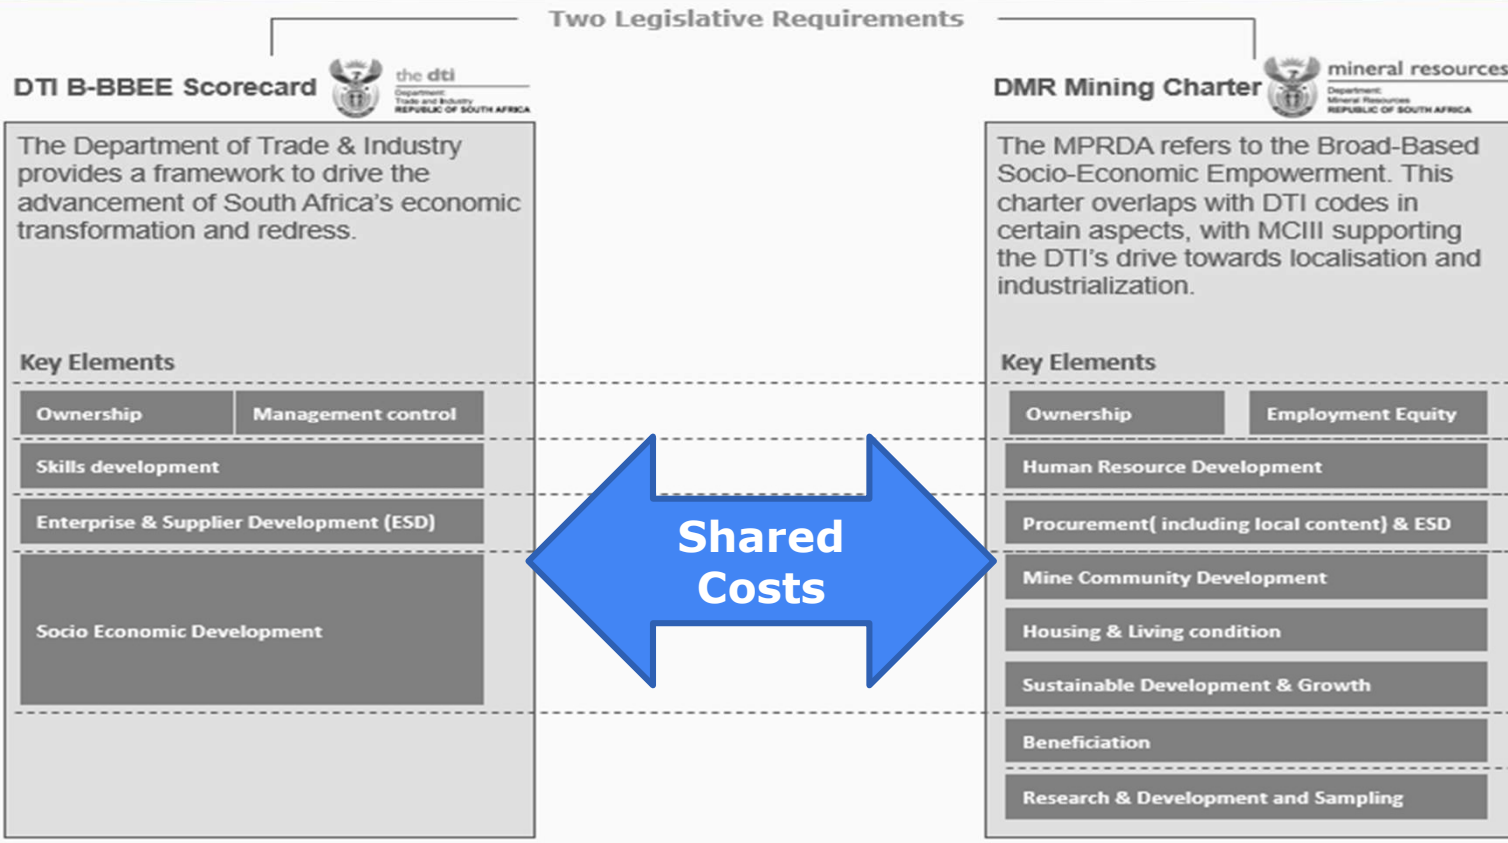 Two Legislative Requirements
DTI B-BBEE Scorecard
the dti
Department:
Trade and Industry
REPUBLIC OF SOUTH AFRICA
The Department of Trade & Industry
provides a framework to drive the
advancement of South Africa's economic
transformation and redress.
Key Elements
Ownership
Management control
Skills development
Enterprise & Supplier Development (ESD)
Socio Economic Development
Shared
Costs
DMR Mining Charter
mineral resources
Department:
Mineral Resources
REPUBLIC OF SOUTH AFRICA
The MPRDA refers to the Broad-Based
Socio-Economic Empowerment. This
charter overlaps with DTI codes in
certain aspects, with MCIII supporting
the DTI's drive towards localisation and
industrialization.
Key Elements
Ownership
Employment Equity
Human Resource Development
Procurement( including local content) & ESD
Mine Community Development
Housing & Living condition
Sustainable Development & Growth
Beneficiation
Research & Development and Sampling